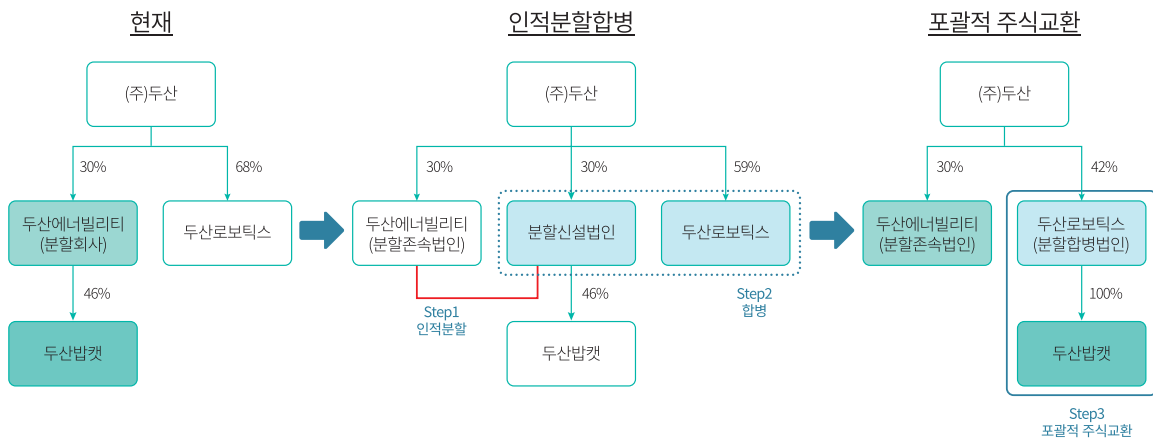 현재
인적분할합병
포괄적 주식교환
(주)두산
(주)두산
(주)두산
30%
68%
30%
30%
59%
30%
42%
두산에너빌리티
(분할회사)
두산로보틱스
두산에너빌리티
(분할존속법인)
분할신설법인
두산로보틱스
두산에너빌리티
(분할존속법인)
두산로보틱스
(분할합병법인)
46%
Step1
인적분할
46%
Step2
합병
100%
두산밥캣
두산밥캣
두산밥캣
Step3
포괄적 주식교환